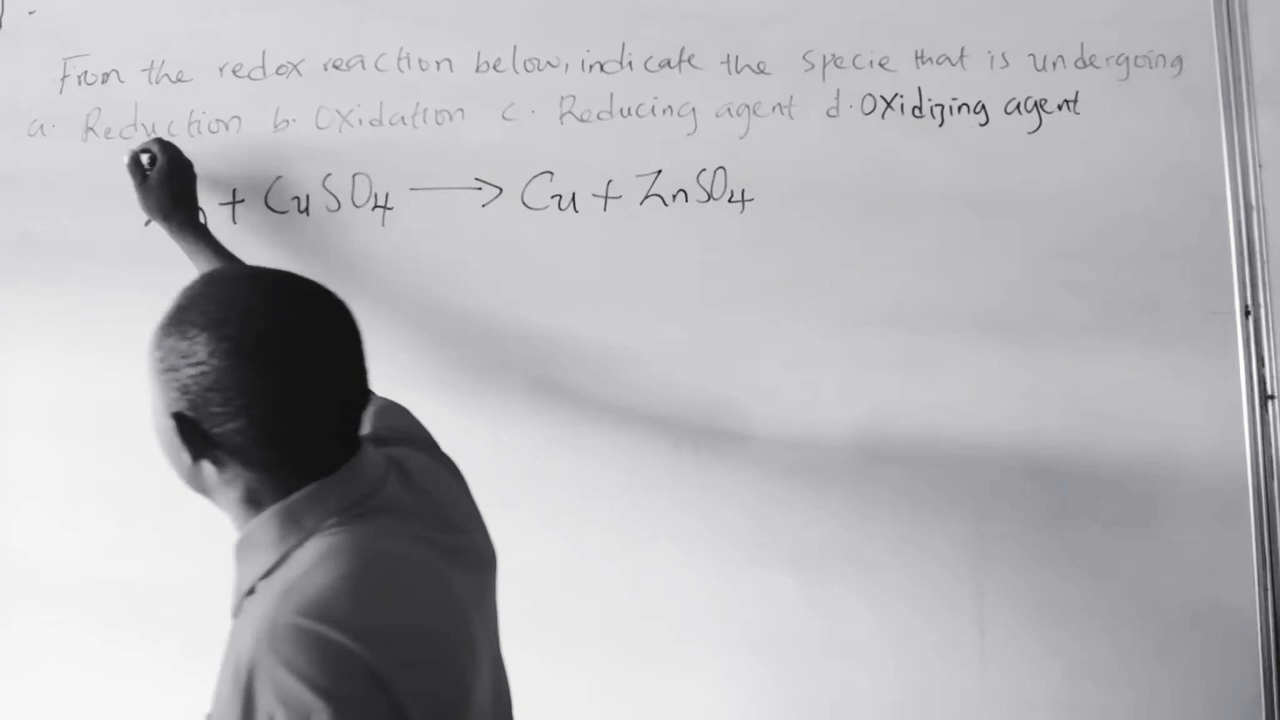 From the redox reaction below, indicate the specie that is undergoing
a. Reduction b. Oxidation c. Reducing agent d. Oxidizing agent
+ CuSO4 ⟶ Cu + ZnSO4